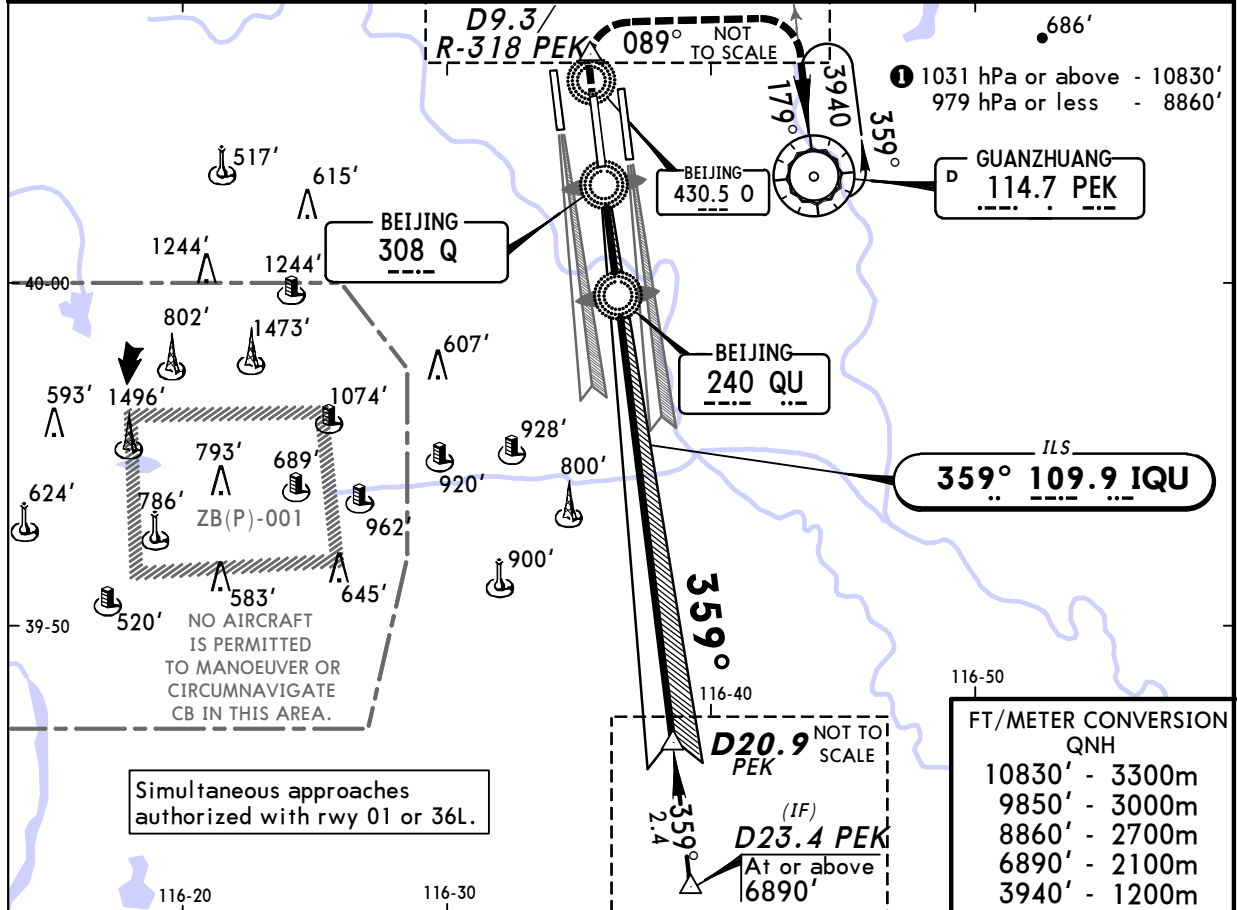 D9.3/
R-318 PEK
089°
NOT
TO SCALE
686'
1 1031 hPa or above - 10830'
979 hPa or less - 8860'
179°
3940
359°
517'
615'
BEIJING
430.5 O
GUANZHUANG
D 114.7 PEK
BEIJING
308 Q
1244'
1244'
40-00
802'
1473'
607'
BEIJING
240 QU
593'
1496'
1074'
793'
689'
920'
928'
800'
ILS
359° 109.9 IQU
624'
786'
ZB(P)-001
962'
900'
583'
645'
520'
39-50
NO AIRCRAFT
IS PERMITTED
TO MANOEUVER OR
CIRCUMNAVIGATE
CB IN THIS AREA.
359°
116-40
116-50
D20.9
PEK
NOT TO
SCALE
359°
2.4
(IF)
D23.4 PEK
At or above
6890'
Simultaneous approaches
authorized with rwy 01 or 36L.
116-20
116-30
FT/METER CONVERSION
QNH
10830' - 3300m
9850' - 3000m
8860' - 2700m
6890' - 2100m
3940' - 1200m